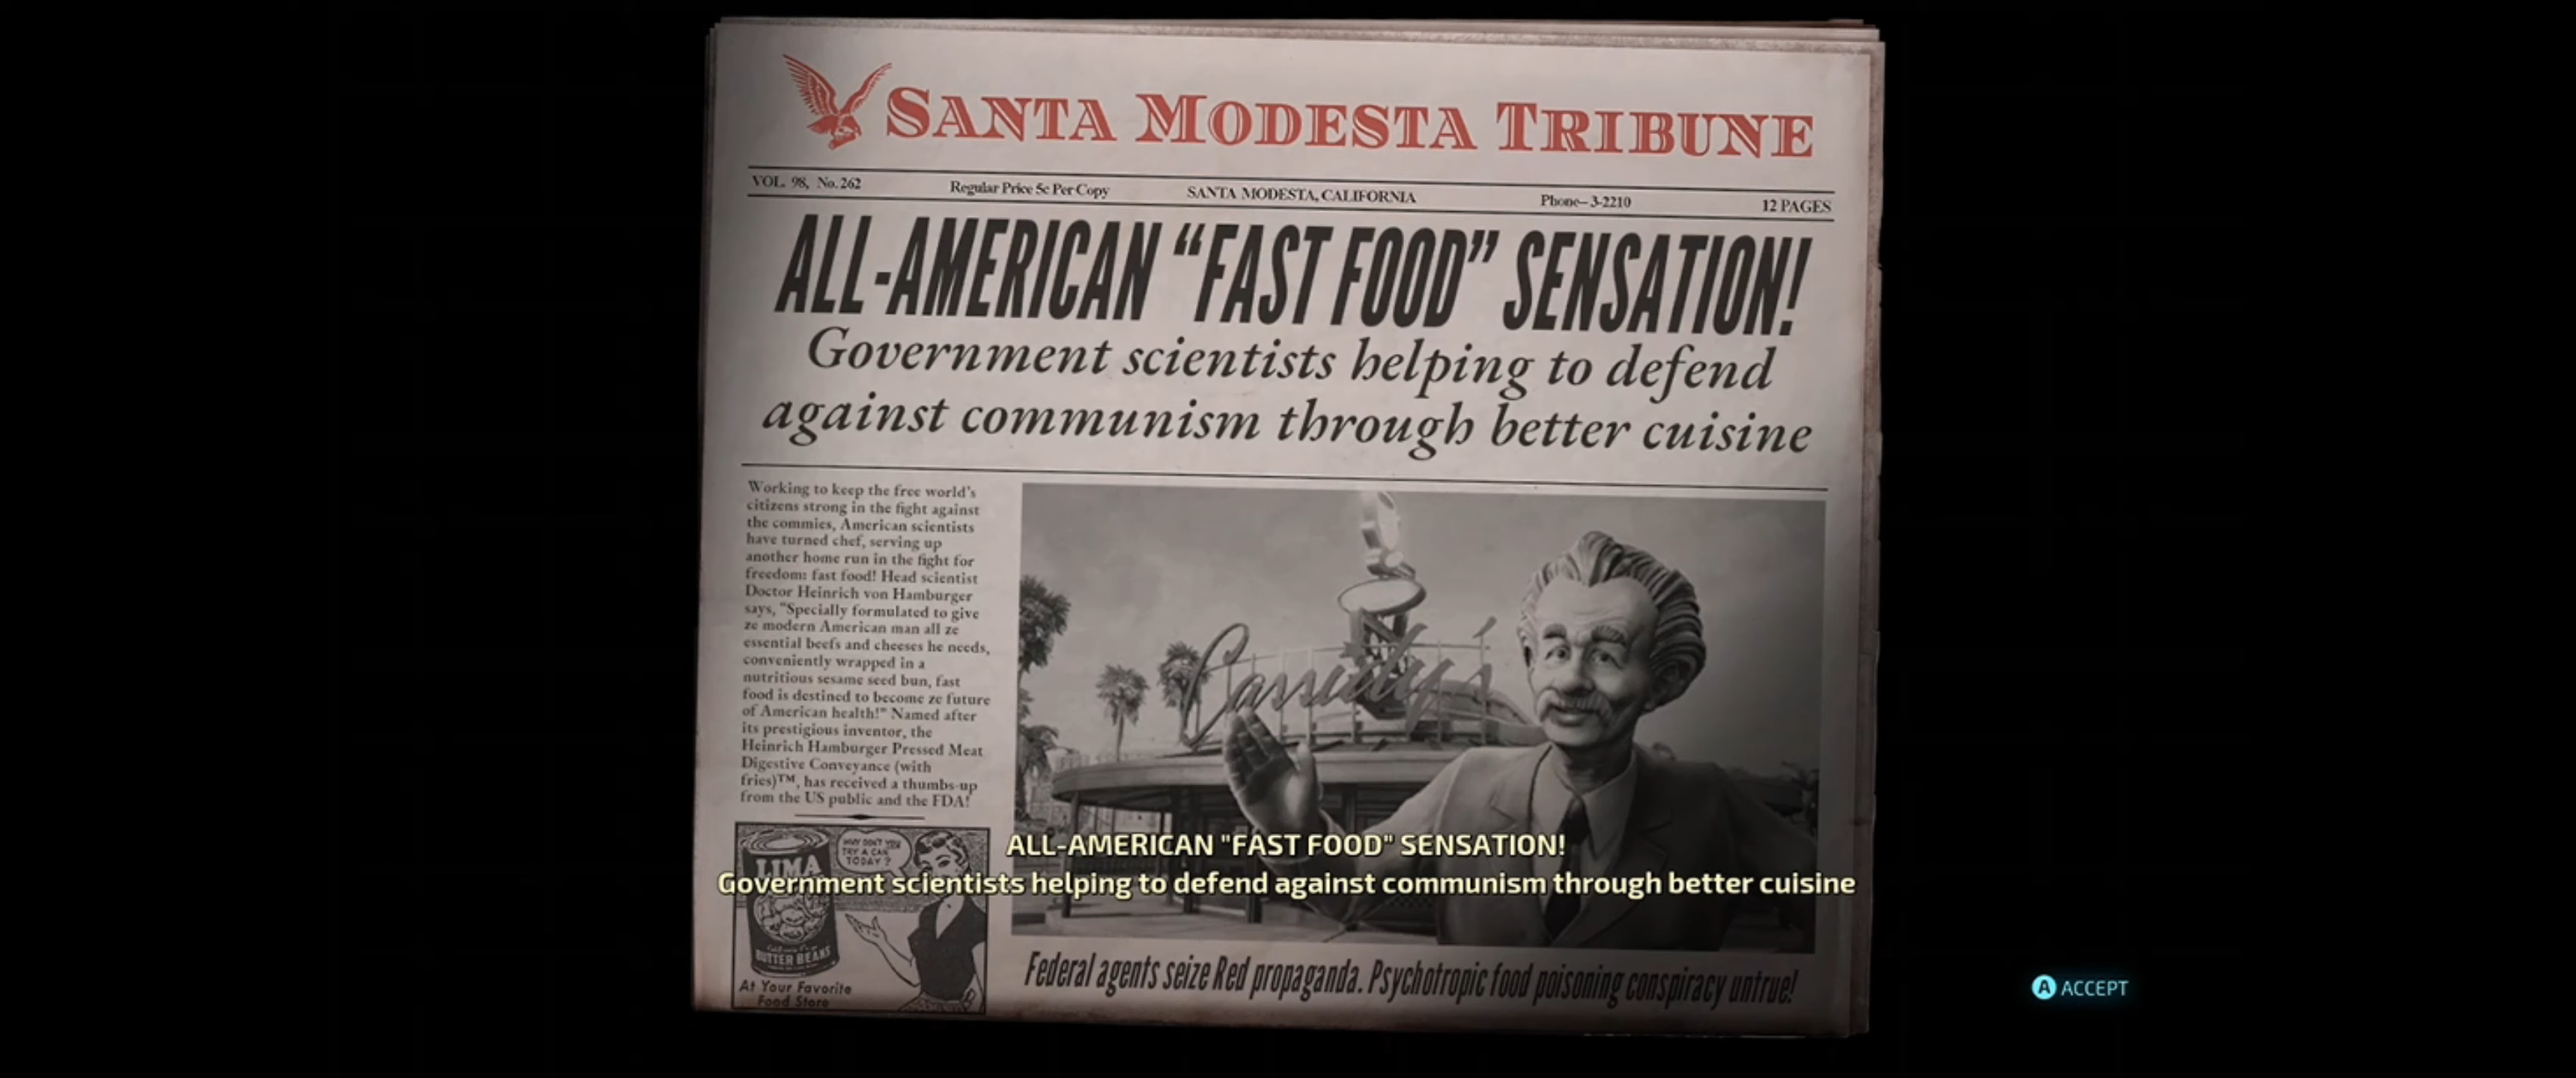 SANTA MODESTA TRIBUNE
VOL. 98, No. 262 Regular Price 5c Per Copy SANTA MODESTA, CALIFORNIA Phone– 3-2210 12 PAGES
ALL-AMERICAN “FAST FOOD” SENSATION!
Government scientists helping to defend
against communism through better cuisine
Working to keep the free world's
citizens strong in the fight against
the commies, American scientists
have turned chef, serving up
another home run in the fight for
freedom: fast food! Head scientist
Doctor Heinrich von Hamburger
says, "Specially formulated to give
ze modern American man all ze
essential beefs and cheeses he needs,
conveniently wrapped in a
nutritious sesame seed bun, fast
food is destined to become ze future
of American health!" Named after
its prestigious inventor, the
Heinrich Hamburger Pressed Meat
Digestive Conveyance (with
fries)™, has received a thumbs-up
from the US public and the FDA!
Cassidy's
WHY DON'T YOU
TRY A CAN
TODAY?
LIMA
BUTTER BEANS
At Your Favorite
Food Store
ALL-AMERICAN "FAST FOOD" SENSATION!
Government scientists helping to defend against communism through better cuisine
Federal agents seize Red propaganda. Psychotropic food poisoning conspiracy untrue!
A ACCEPT